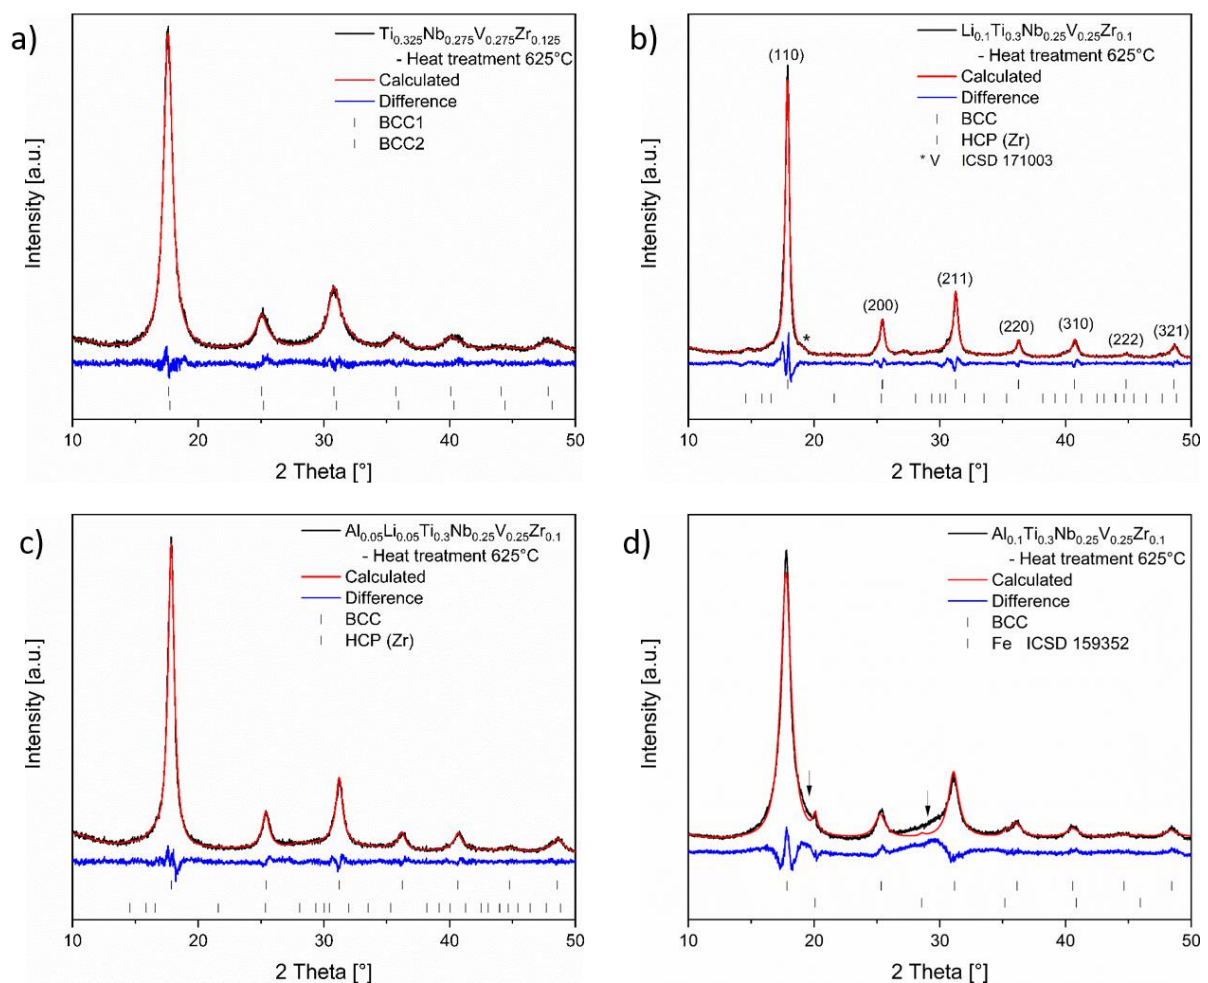 a)
Ti0.325Nb0.275V0.275Zr0.125
- Heat treatment 625°C
Calculated
Difference
BCC1
BCC2
Intensity [a.u.]
10 20 30 40 50
2 Theta [°]
b)
Li0.1Ti0.3Nb0.25V0.25Zr0.1
- Heat treatment 625°C
Calculated
Difference
BCC
HCP (Zr)
* V ICSD 171003
(110)
*
(200)
(211)
(220)
(310)
(222)
(321)
Intensity [a.u.]
10 20 30 40 50
2 Theta [°]
c)
Al0.05Li0.05Ti0.3Nb0.25V0.25Zr0.1
- Heat treatment 625°C
Calculated
Difference
BCC
HCP (Zr)
Intensity [a.u.]
10 20 30 40 50
2 Theta [°]
d)
Al0.1Ti0.3Nb0.25V0.25Zr0.1
- Heat treatment 625°C
Calculated
Difference
BCC
Fe ICSD 159352
Intensity [a.u.]
10 20 30 40 50
2 Theta [°]